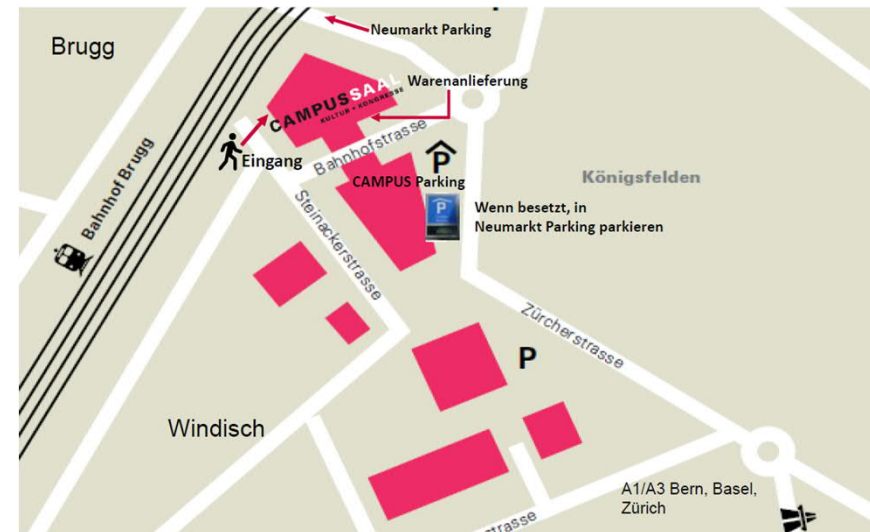 Neumarkt Parking
Brugg
CAMPUSSAAL
KULTUR + KONGRESSE
Warenanlieferung
Eingang
Bahnhofstrasse
P
CAMPUS Parking
Königsfelden
Bahnhof Brugg
P
Wenn besetzt, in
Neumarkt Parking parkieren
Steinackerstrasse
Zürcherstrasse
P
Windisch
A1/A3 Bern, Basel,
Zürich